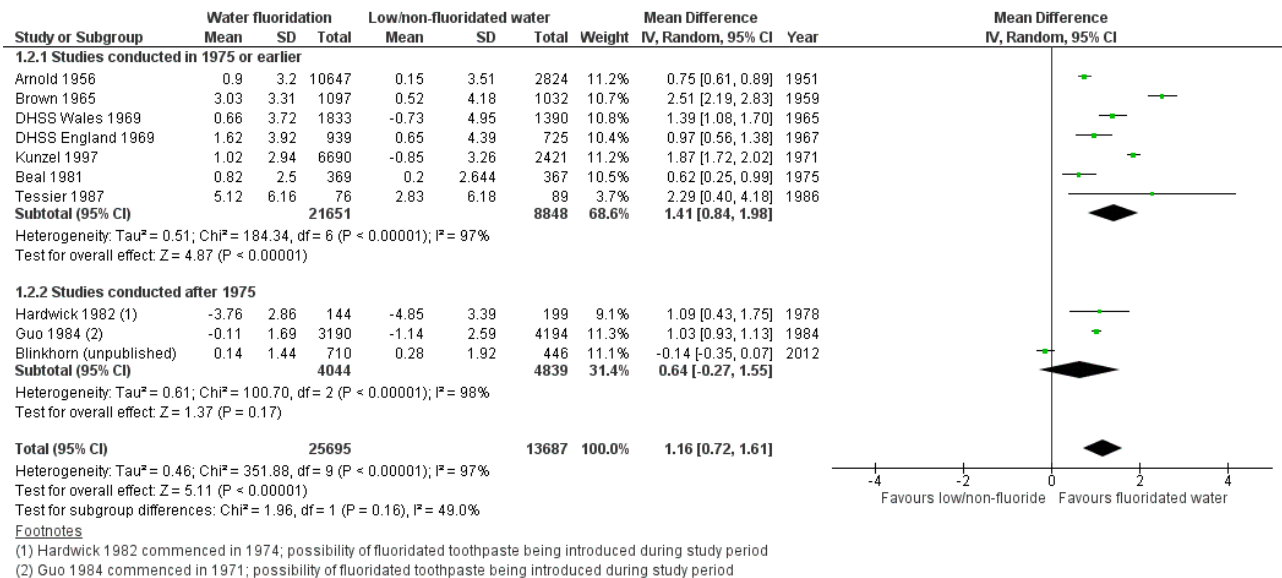 Water fluoridation Low/non-fluoridated water Mean Difference Mean Difference
Study or Subgroup Mean SD Total Mean SD Total Weight IV, Random, 95% CI Year IV, Random, 95% CI
1.2.1 Studies conducted in 1975 or earlier
Arnold 1956 0.9 3.2 10647 0.15 3.51 2824 11.2% 0.75 [0.61, 0.89] 1951
Brown 1965 3.03 3.31 1097 0.52 4.18 1032 10.7% 2.51 [2.19, 2.83] 1959
DHSS Wales 1969 0.66 3.72 1833 -0.73 4.95 1390 10.8% 1.39 [1.08, 1.70] 1965
DHSS England 1969 1.62 3.92 939 0.65 4.39 725 10.4% 0.97 [0.56, 1.38] 1967
Kunzel 1997 1.02 2.94 6690 -0.85 3.26 2421 11.2% 1.87 [1.72, 2.02] 1971
Beal 1981 0.82 2.5 369 0.2 2.644 367 10.5% 0.62 [0.25, 0.99] 1975
Tessier 1987 5.12 6.16 76 2.83 6.18 89 3.7% 2.29 [0.40, 4.18] 1986
Subtotal (95% CI) 21651 8848 68.6% 1.41 [0.84, 1.98]
Heterogeneity: Tau² = 0.51; Chi² = 184.34, df = 6 (P < 0.00001); I² = 97%
Test for overall effect: Z = 4.87 (P < 0.00001)
1.2.2 Studies conducted after 1975
Hardwick 1982 (1) -3.76 2.86 144 -4.85 3.39 199 9.1% 1.09 [0.43, 1.75] 1978
Guo 1984 (2) -0.11 1.69 3190 -1.14 2.59 4194 11.3% 1.03 [0.93, 1.13] 1984
Blinkhorn (unpublished) 0.14 1.44 710 0.28 1.92 446 11.1% -0.14 [-0.35, 0.07] 2012
Subtotal (95% CI) 4044 4839 31.4% 0.64 [-0.27, 1.55]
Heterogeneity: Tau² = 0.61; Chi² = 100.70, df = 2 (P < 0.00001); I² = 98%
Test for overall effect: Z = 1.37 (P = 0.17)
Total (95% CI) 25695 13687 100.0% 1.16 [0.72, 1.61]
Heterogeneity: Tau² = 0.46; Chi² = 351.88, df = 9 (P < 0.00001); I² = 97%
Test for overall effect: Z = 5.11 (P < 0.00001)
Test for subgroup differences: Chi² = 1.96, df = 1 (P = 0.16), I² = 49.0%
-4 -2 0 2 4
Favours low/non-fluoride Favours fluoridated water
Footnotes
(1) Hardwick 1982 commenced in 1974; possibility of fluoridated toothpaste being introduced during study period
(2) Guo 1984 commenced in 1971; possibility of fluoridated toothpaste being introduced during study period